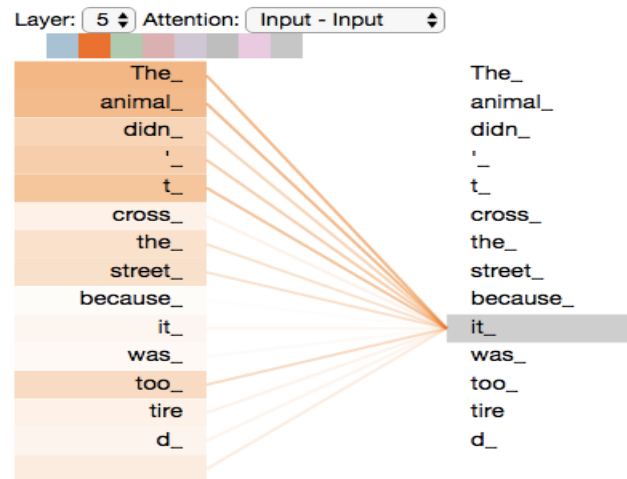 Layer: 5 Attention: Input - Input
The_ The_
animal_ animal_
didn_ didn_
'_ '_
t_ t_
cross_ cross_
the_ the_
street_ street_
because_ because_
it_ it_
was_ was_
too_ too_
tire tire
d_ d_